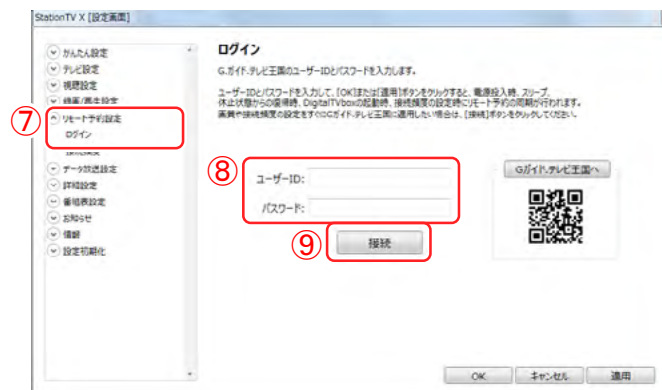 StationTV X [設定画面]
かんたん設定
テレビ設定
視聴設定
録画/再生設定
⑦
リモート予約設定
ログイン
接続頻度
データ放送設定
詳細設定
番組表設定
お知らせ
情報
設定初期化
ログイン
G.ガイド.テレビ王国のユーザーIDとパスワードを入力します。
ユーザーIDとパスワードを入力して、[OK]または[適用]ボタンをクリックすると、電源投入時、スリープ、
休止状態からの復帰時、DigitalTVboxの起動時、接続頻度の設定時にリモート予約の同期が行われます。
画質や接続頻度の設定をすぐにGガイド.テレビ王国に適用したい場合は、[接続]ボタンをクリックしてください。
⑧
ユーザーID:
パスワード:
⑨
接続
Gガイド.テレビ王国へ
OK
キャンセル
適用